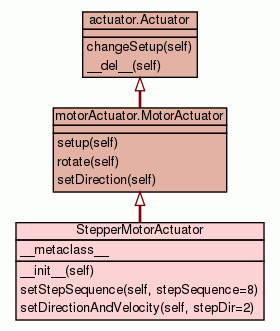 actuator.Actuator
changeSetup(self)
__del__(self)
motorActuator.MotorActuator
setup(self)
rotate(self)
setDirection(self)
StepperMotorActuator
__metaclass__
__init__(self)
setStepSequence(self, stepSequence=8)
setDirectionAndVelocity(self, stepDir=2)